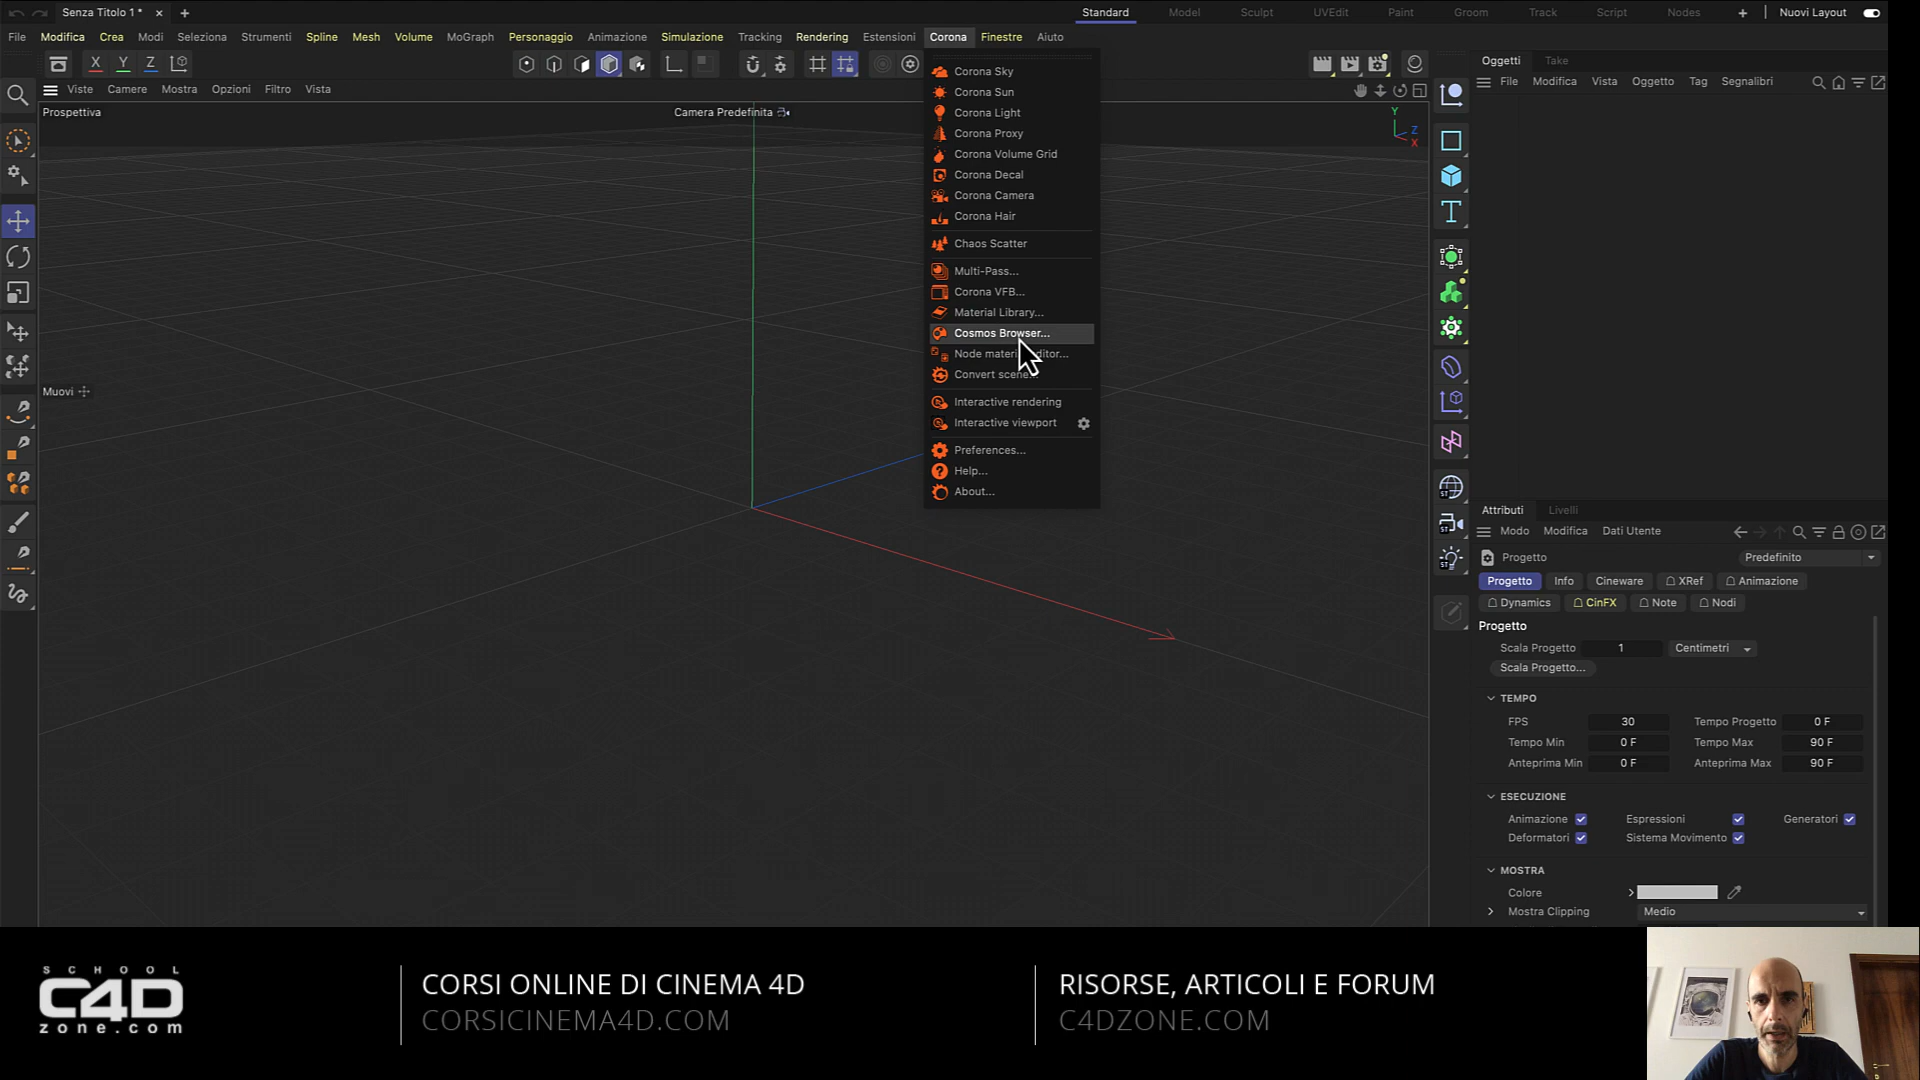 Senza Titolo 1 *
Standard
Model
Sculpt
UVEdit
Paint
Groom
Track
Script
Nodes
Nuovi Layout
File Modifica Crea Modi Seleziona Strumenti Spline Mesh Volume MoGraph Personaggio Animazione Simulazione Tracking Rendering Estensioni Corona Finestre Aiuto
X Y Z
Viste Camere Mostra Opzioni Filtro Vista
Prospettiva
Camera Predefinita
Y
Z
X
Muovi
Corona Sky
Corona Sun
Corona Light
Corona Proxy
Corona Volume Grid
Corona Decal
Corona Camera
Corona Hair
Chaos Scatter
Multi-Pass...
Corona VFB...
Material Library...
Cosmos Browser...
Node materi ditor...
Convert scene...
Interactive rendering
Interactive viewport
Preferences...
Help...
About...
ST
ST
ST
Oggetti Take
File Modifica Vista Oggetto Tag Segnalibri
Attributi Livelli
Modo Modifica Dati Utente
Progetto
Predefinito
Progetto Info Cineware XRef Animazione
Dynamics CinFX Note Nodi
Progetto
Scala Progetto 1 Centimetri
Scala Progetto...
TEMPO
FPS 30 Tempo Progetto 0 F
Tempo Min 0 F Tempo Max 90 F
Anteprima Min 0 F Anteprima Max 90 F
ESECUZIONE
Animazione Espressioni Generatori
Deformatori Sistema Movimento
MOSTRA
Colore
Mostra Clipping Medio
SCHOOL
C4D
zone.com
CORSI ONLINE DI CINEMA 4D
CORSICINEMA4D.COM
RISORSE, ARTICOLI E FORUM
C4DZONE.COM